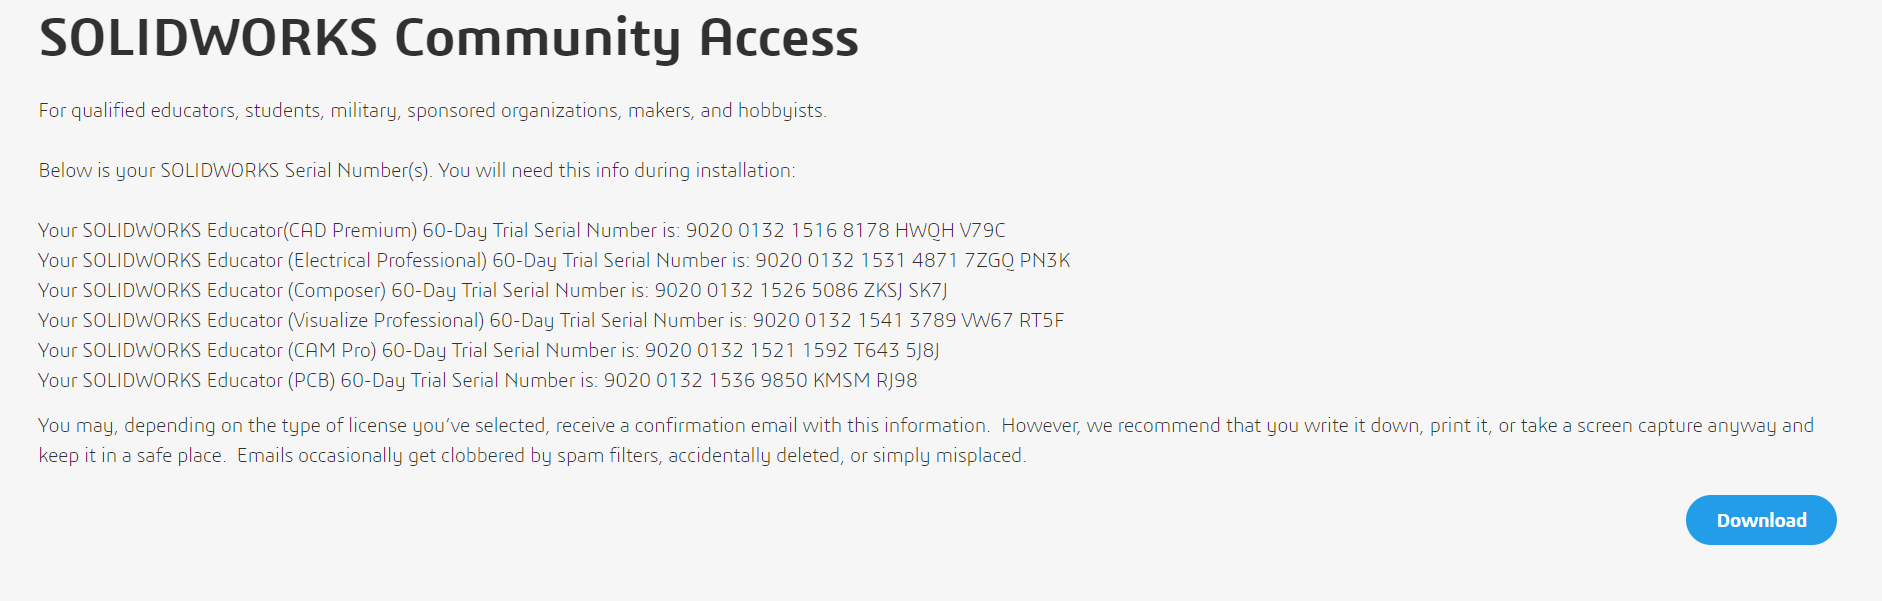 SOLIDWORKS Community Access
For qualified educators, students, military, sponsored organizations, makers, and hobbyists.
Below is your SOLIDWORKS Serial Number(s). You will need this info during installation:
Your SOLIDWORKS Educator(CAD Premium) 60-Day Trial Serial Number is: 9020 0132 1516 8178 HWQH V79C
Your SOLIDWORKS Educator (Electrical Professional) 60-Day Trial Serial Number is: 9020 0132 1531 4871 7ZGQ PN3K
Your SOLIDWORKS Educator (Composer) 60-Day Trial Serial Number is: 9020 0132 1526 5086 ZKSJ SK7J
Your SOLIDWORKS Educator (Visualize Professional) 60-Day Trial Serial Number is: 9020 0132 1541 3789 VW67 RT5F
Your SOLIDWORKS Educator (CAM Pro) 60-Day Trial Serial Number is: 9020 0132 1521 1592 T643 5J8J
Your SOLIDWORKS Educator (PCB) 60-Day Trial Serial Number is: 9020 0132 1536 9850 KMSM RJ98
You may, depending on the type of license you’ve selected, receive a confirmation email with this information.  However, we recommend that you write it down, print it, or take a screen capture anyway and
keep it in a safe place.  Emails occasionally get clobbered by spam filters, accidentally deleted, or simply misplaced.
Download